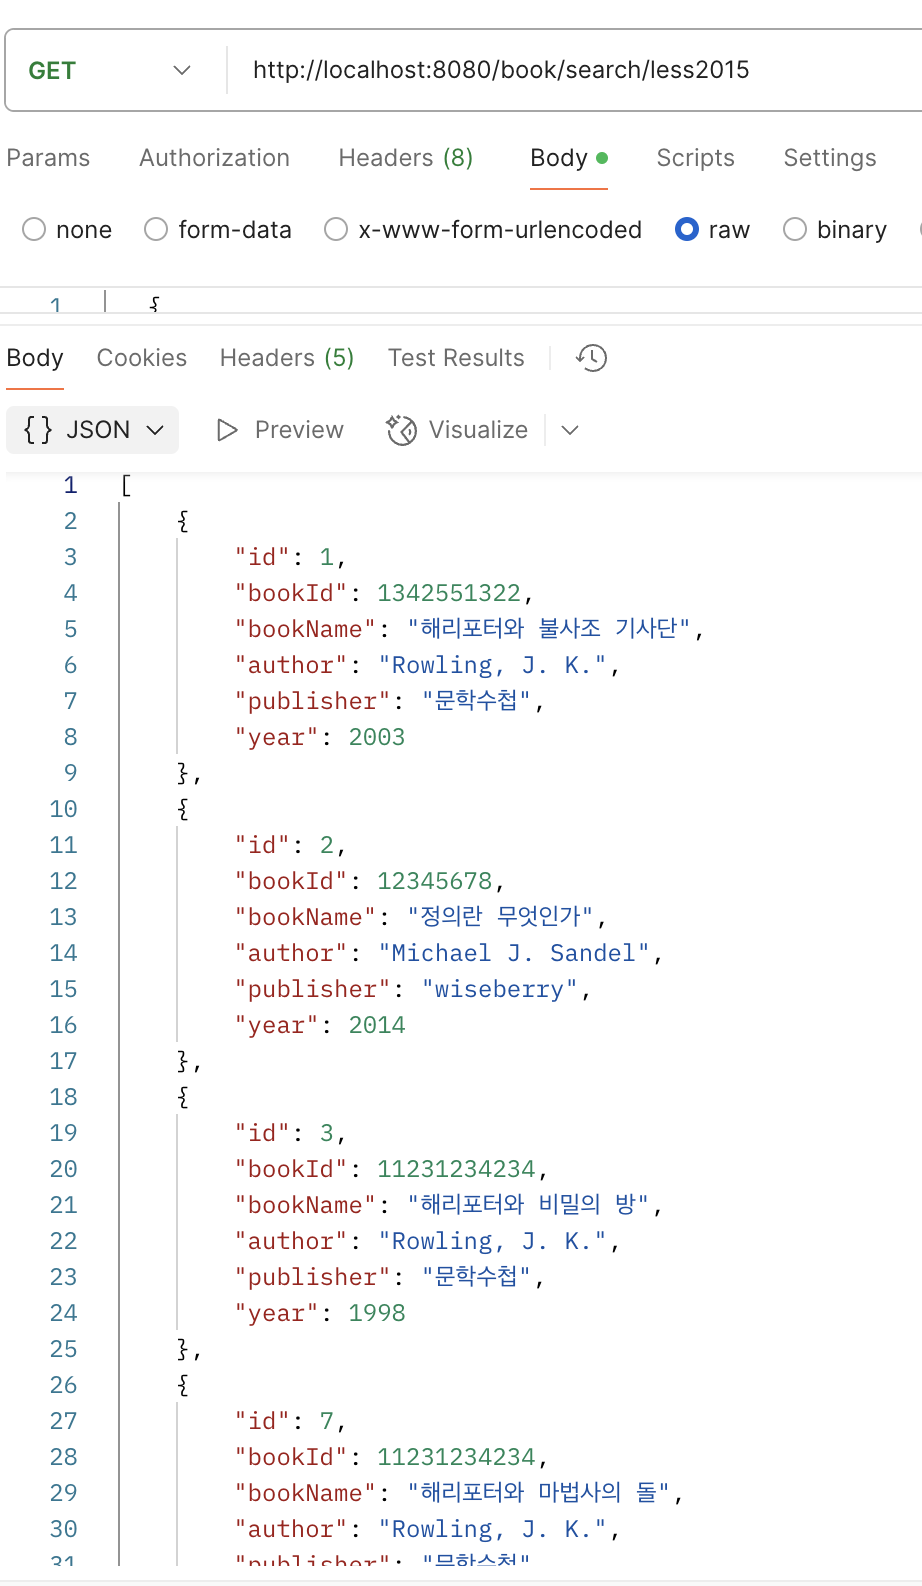 GET http://localhost:8080/book/search/less2015
Params Authorization Headers (8) Body Scripts Settings
none form-data x-www-form-urlencoded raw binary
1 {
Body Cookies Headers (5) Test Results
{ } JSON Preview Visualize
1 [
2 {
3 "id": 1,
4 "bookId": 1342551322,
5 "bookName": "해리포터와 불사조 기사단",
6 "author": "Rowling, J. K.",
7 "publisher": "문학수첩",
8 "year": 2003
9 },
10 {
11 "id": 2,
12 "bookId": 12345678,
13 "bookName": "정의란 무엇인가",
14 "author": "Michael J. Sandel",
15 "publisher": "wiseberry",
16 "year": 2014
17 },
18 {
19 "id": 3,
20 "bookId": 11231234234,
21 "bookName": "해리포터와 비밀의 방",
22 "author": "Rowling, J. K.",
23 "publisher": "문학수첩",
24 "year": 1998
25 },
26 {
27 "id": 7,
28 "bookId": 11231234234,
29 "bookName": "해리포터와 마법사의 돌",
30 "author": "Rowling, J. K.",
31 "publisher": "문학수첩"